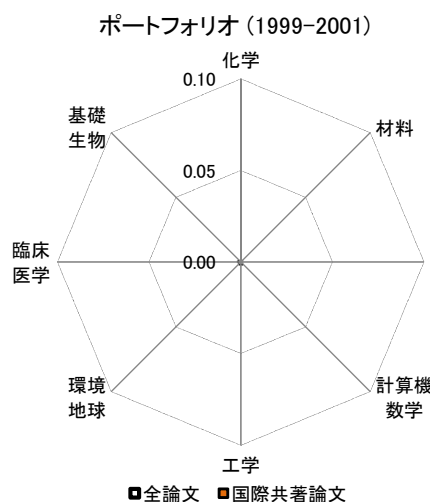 ポートフォリオ (1999-2001)
化学
0.10
基礎
生物
材料
0.05
臨床
医学
0.00
環境
地球
計算機
数学
工学
全論文 国際共著論文